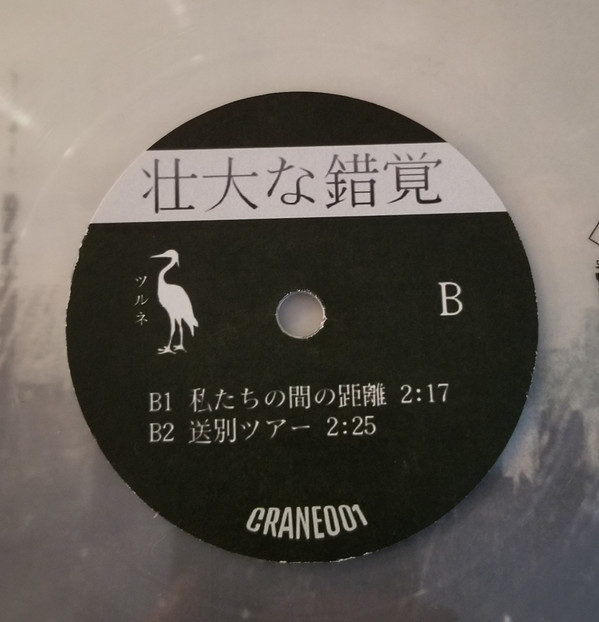 壮大な錯覚
ツルネ
B
B1 私たちの間の距離 2:17
B2 送別ツアー 2:25
CRANE001